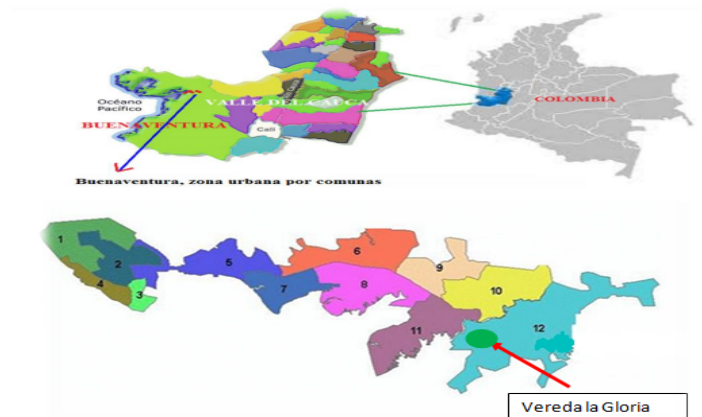 Océano
Pacífico
VALLE DEL CAUCA
BUENAVENTURA
Cali
COLOMBIA
Buenaventura, zona urbana por comunas
1
2
3
4
5
6
7
8
9
10
11
12
Vereda la Gloria